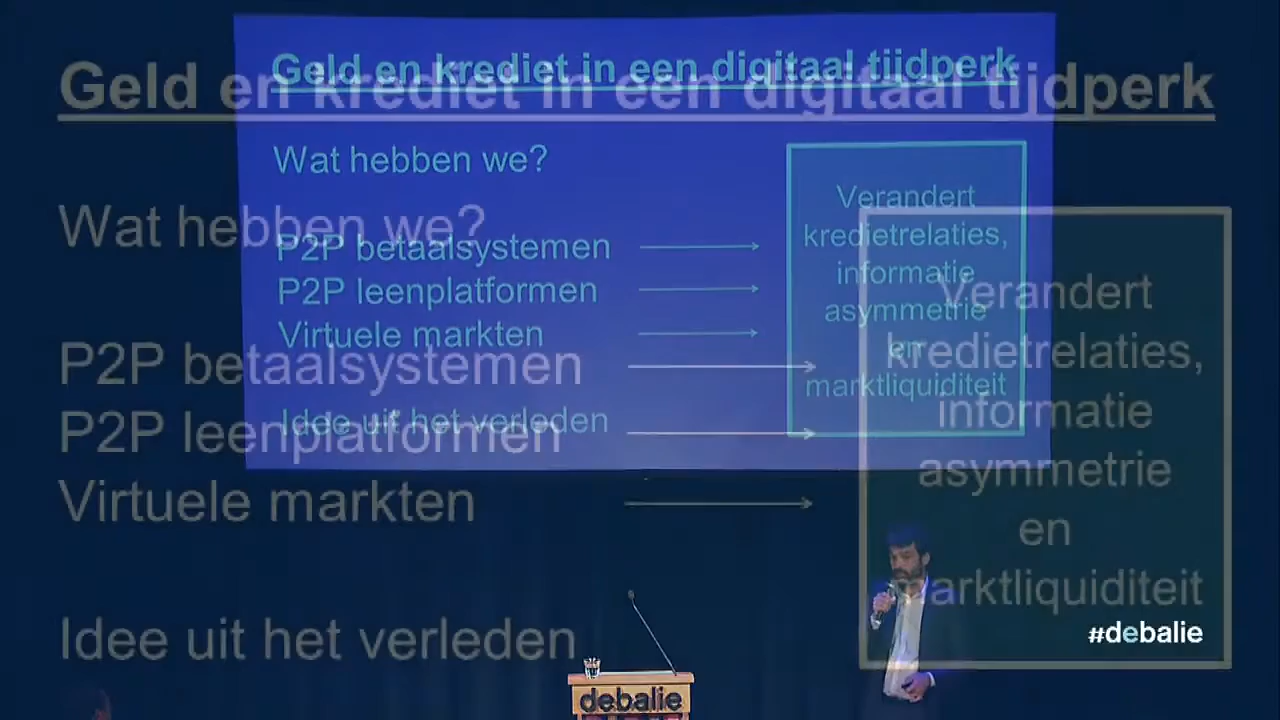 Geld en krediet in een digitaal tijdperk
Wat hebben we?
P2P betaalsystemen
P2P leenplatformen
Virtuele markten
Idee uit het verleden
Verandert
kredietrelaties,
informatie
asymmetrie
en
marktliquiditeit
Geld en krediet in een digitaal tijdperk
Wat hebben we?
P2P betaalsystemen
P2P leenplatformen
Virtuele markten
Idee uit het verleden
Verandert
kredietrelaties,
informatie
asymmetrie
en
marktliquiditeit
#debalie
debalie